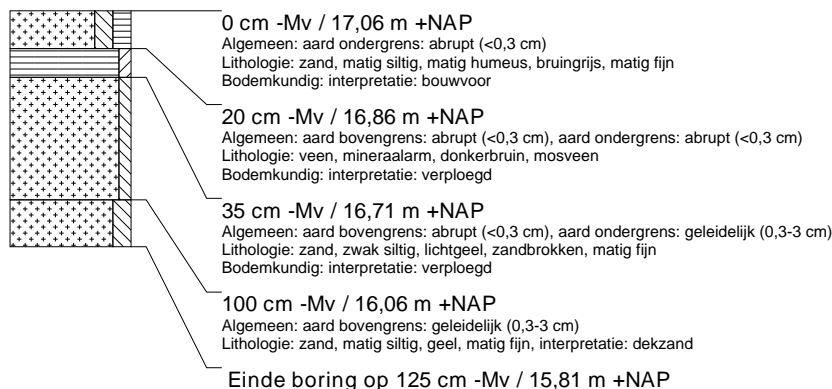 0 cm -Mv / 17,06 m +NAP
Algemeen: aard ondergrens: abrupt (<0,3 cm)
Lithologie: zand, matig siltig, matig humeus, bruingrijs, matig fijn
Bodemkundig: interpretatie: bouwvoor
20 cm -Mv / 16,86 m +NAP
Algemeen: aard bovengrens: abrupt (<0,3 cm), aard ondergrens: abrupt (<0,3 cm)
Lithologie: veen, mineraalarm, donkerbruin, mosveen
Bodemkundig: interpretatie: verploegd
35 cm -Mv / 16,71 m +NAP
Algemeen: aard bovengrens: abrupt (<0,3 cm), aard ondergrens: geleidelijk (0,3-3 cm)
Lithologie: zand, zwak siltig, lichtgeel, zandbrokken, matig fijn
Bodemkundig: interpretatie: verploegd
100 cm -Mv / 16,06 m +NAP
Algemeen: aard bovengrens: geleidelijk (0,3-3 cm)
Lithologie: zand, matig siltig, geel, matig fijn, interpretatie: dekzand
Einde boring op 125 cm -Mv / 15,81 m +NAP